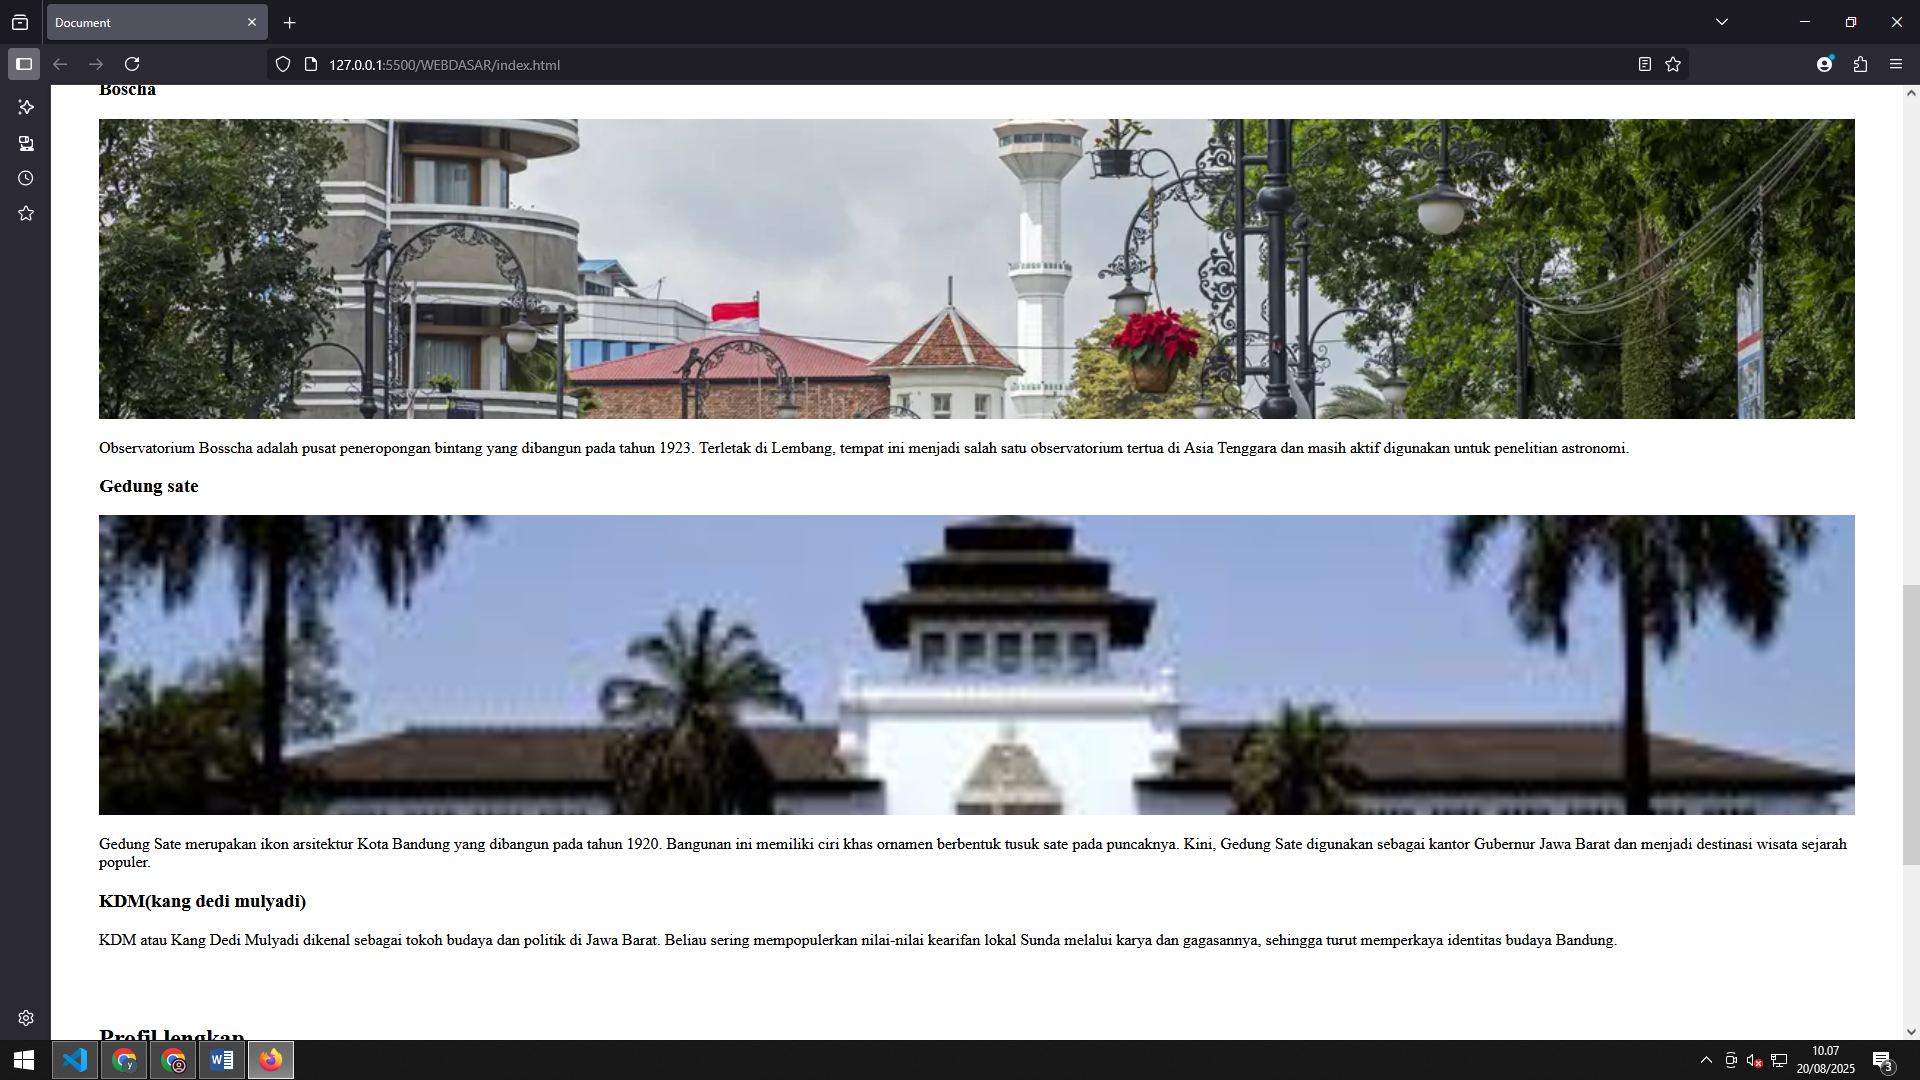 Document
127.0.0.1:5500/WEBDASAR/index.html
Boscha
Observatorium Bosscha adalah pusat peneropongan bintang yang dibangun pada tahun 1923. Terletak di Lembang, tempat ini menjadi salah satu observatorium tertua di Asia Tenggara dan masih aktif digunakan untuk penelitian astronomi.
Gedung sate
Gedung Sate merupakan ikon arsitektur Kota Bandung yang dibangun pada tahun 1920. Bangunan ini memiliki ciri khas ornamen berbentuk tusuk sate pada puncaknya. Kini, Gedung Sate digunakan sebagai kantor Gubernur Jawa Barat dan menjadi destinasi wisata sejarah
populer.
KDM(kang dedi mulyadi)
KDM atau Kang Dedi Mulyadi dikenal sebagai tokoh budaya dan politik di Jawa Barat. Beliau sering mempopulerkan nilai-nilai kearifan lokal Sunda melalui karya dan gagasannya, sehingga turut memperkaya identitas budaya Bandung.
Profil lengkap
10.07
20/08/2025
3